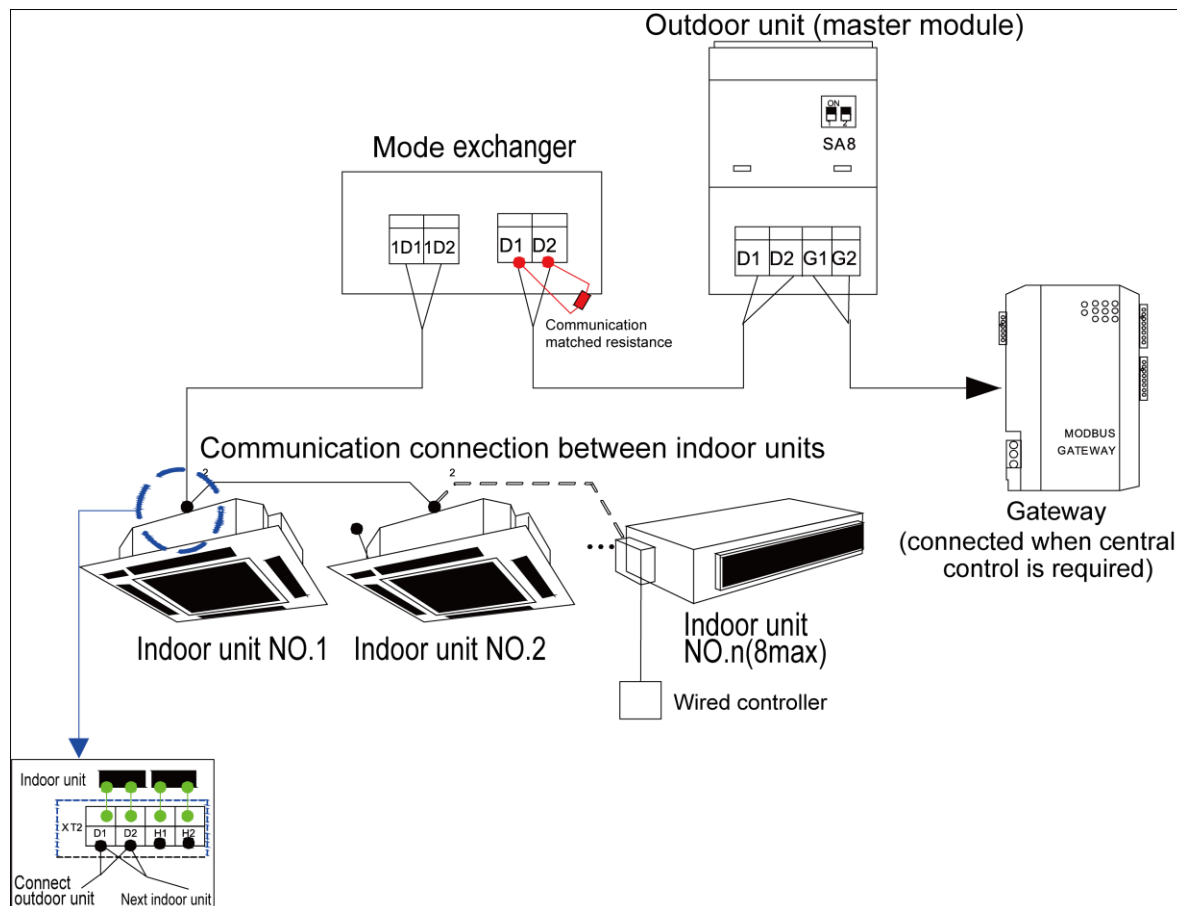 Outdoor unit (master module)
ON
1 2
SA8
Mode exchanger
1D1 1D2
D1 D2
D1 D2 G1 G2
Communication
matched resistance
MODBUS
GATEWAY
Communication connection between indoor units
2
2
Gateway
(connected when central
control is required)
Indoor unit NO.1
Indoor unit NO.2
Indoor unit
NO.n(8max)
Wired controller
Indoor unit
XT2
D1 D2 H1 H2
Connect
outdoor unit
Next indoor unit